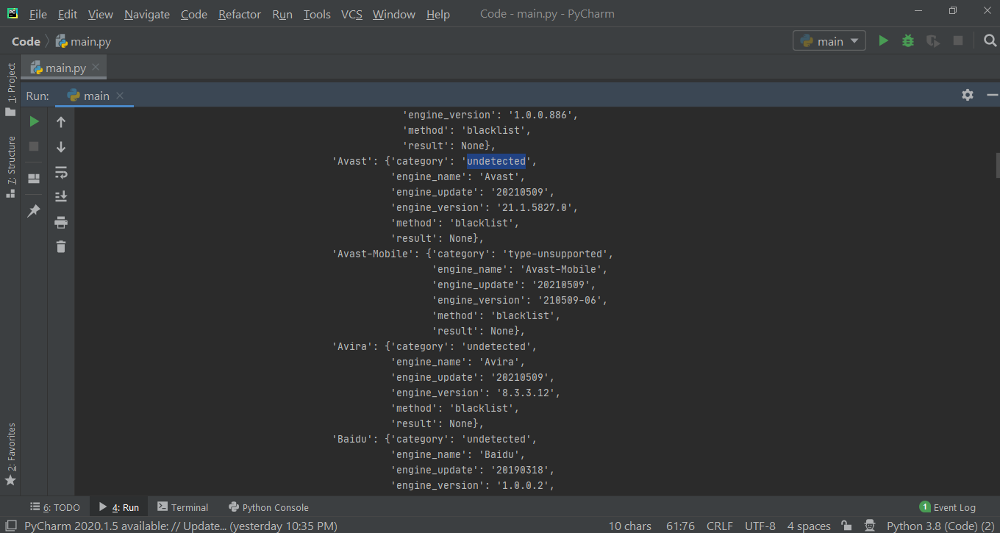 File Edit View Navigate Code Refactor Run Tools VCS Window Help Code - main.py - PyCharm
Code main.py main
main.py
Run: main
1: Project
7: Structure
2: Favorites
'engine_version': '1.0.0.886',
'method': 'blacklist',
'result': None},
'Avast': {'category': 'undetected',
'engine_name': 'Avast',
'engine_update': '20210509',
'engine_version': '21.1.5827.0',
'method': 'blacklist',
'result': None},
'Avast-Mobile': {'category': 'type-unsupported',
'engine_name': 'Avast-Mobile',
'engine_update': '20210509',
'engine_version': '210509-06',
'method': 'blacklist',
'result': None},
'Avira': {'category': 'undetected',
'engine_name': 'Avira',
'engine_update': '20210509',
'engine_version': '8.3.3.12',
'method': 'blacklist',
'result': None},
'Baidu': {'category': 'undetected',
'engine_name': 'Baidu',
'engine_update': '20190318',
'engine_version': '1.0.0.2',
6: TODO 4: Run Terminal Python Console 1 Event Log
PyCharm 2020.1.5 available: // Update... (yesterday 10:35 PM) 10 chars 61:76 CRLF UTF-8 4 spaces Python 3.8 (Code) (2)